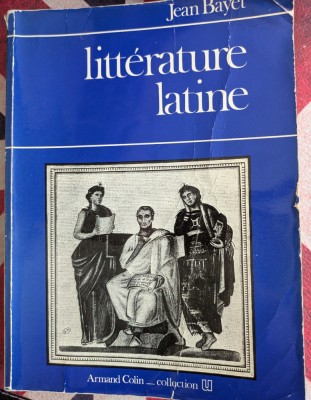 Jean Bayet
littérature
latine
Armand Colin - collection U